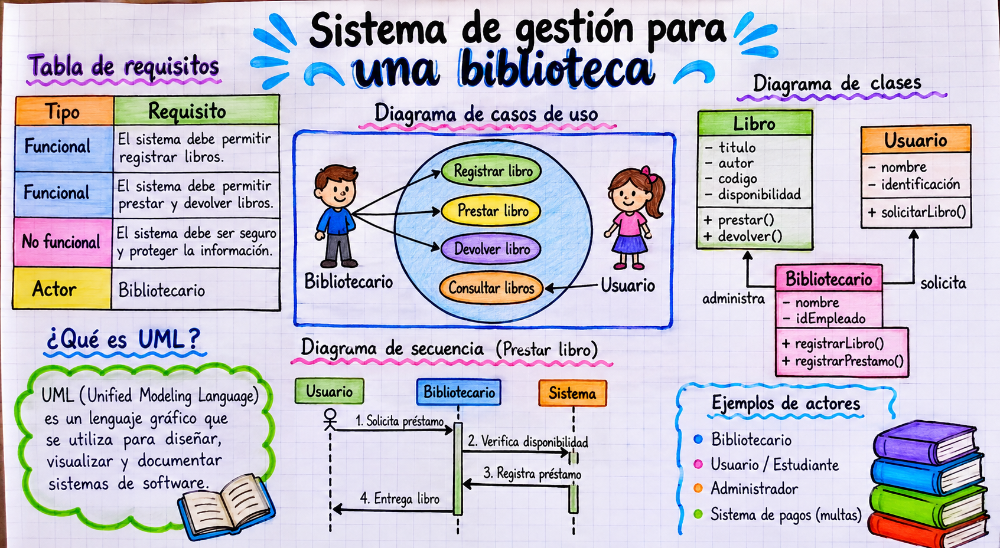 Sistema de gestión para
una biblioteca
Tabla de requisitos
Tipo
Requisito
Funcional
El sistema debe permitir
registrar libros.
Funcional
El sistema debe permitir
prestar y devolver libros.
No funcional
El sistema debe ser seguro
y proteger la información.
Actor
Bibliotecario
¿Qué es UML?
UML (Unified Modeling Language)
es un lenguaje gráfico que
se utiliza para diseñar,
visualizar y documentar
sistemas de software.
Diagrama de casos de uso
Registrar libro
Prestar libro
Devolver libro
Consultar libros
Bibliotecario
Usuario
Diagrama de secuencia (Prestar libro)
Usuario
Bibliotecario
Sistema
1. Solicita préstamo
2. Verifica disponibilidad
3. Registra préstamo
4. Entrega libro
Diagrama de clases
Libro
- titulo
- autor
- codigo
- disponibilidad
+ prestar()
+ devolver()
Usuario
- nombre
- identificación
+ solicitarLibro()
administra
solicita
Bibliotecario
- nombre
- idEmpleado
+ registrarLibro()
+ registrarPrestamo()
Ejemplos de actores
Bibliotecario
Usuario / Estudiante
Administrador
Sistema de pagos (multas)